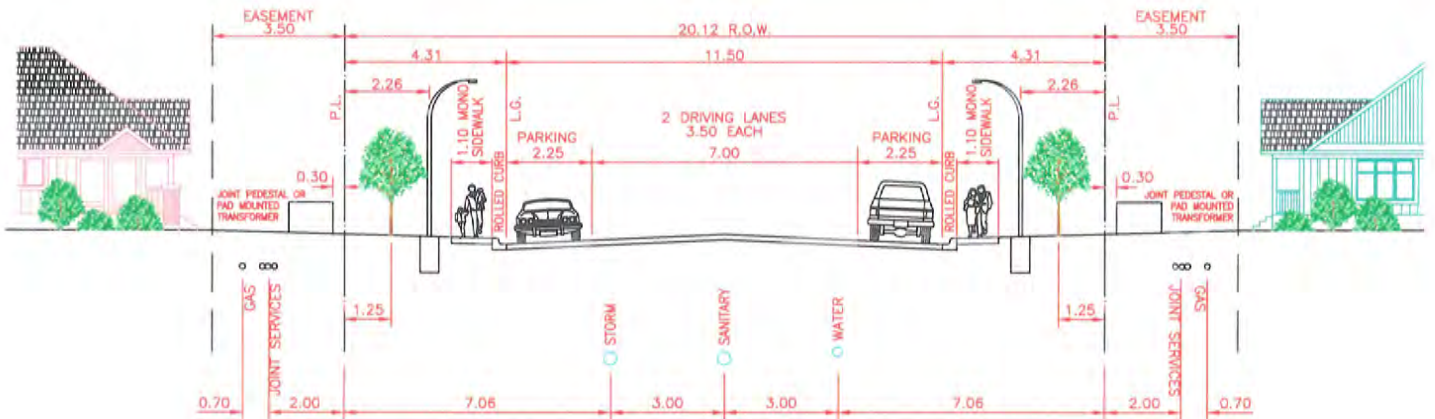 EASEMENT
3.50
20.12 R.O.W.
EASEMENT
3.50
4.31
11.50
4.31
2.26
2.26
P.L.
1.10 MONO
SIDEWALK
L.G.
ROLLED CURB
PARKING
2.25
2 DRIVING LANES
3.50 EACH
7.00
PARKING
2.25
L.G.
ROLLED CURB
1.10 MONO
SIDEWALK
P.L.
0.30
JOINT PEDESTAL OR
PAD MOUNTED
TRANSFORMER
0.30
JOINT PEDESTAL OR
PAD MOUNTED
TRANSFORMER
GAS
JOINT SERVICES
1.25
STORM
SANITARY
WATER
1.25
JOINT SERVICES
GAS
0.70
2.00
7.06
3.00
3.00
7.06
2.00
0.70